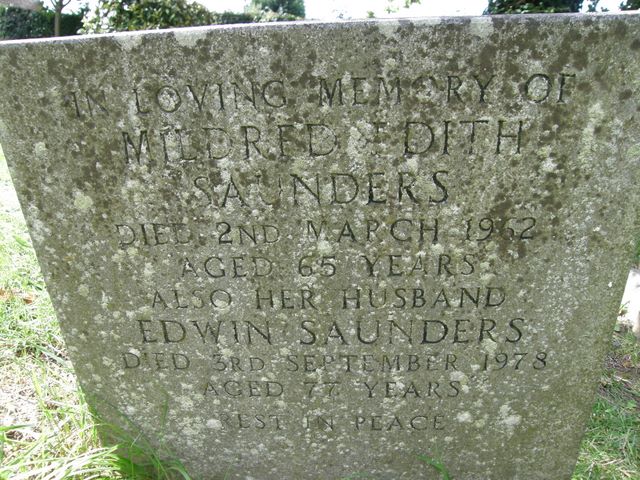 IN LOVING MEMORY OF
MILDRED EDITH
SAUNDERS
DIED 2ND MARCH
AGED 65 YEARS
ALSO HER HUSBAND
EDWIN SAUNDERS
DIED 3RD SEPTEMBER 1978
AGED 77 YEARS
REST IN PEACE